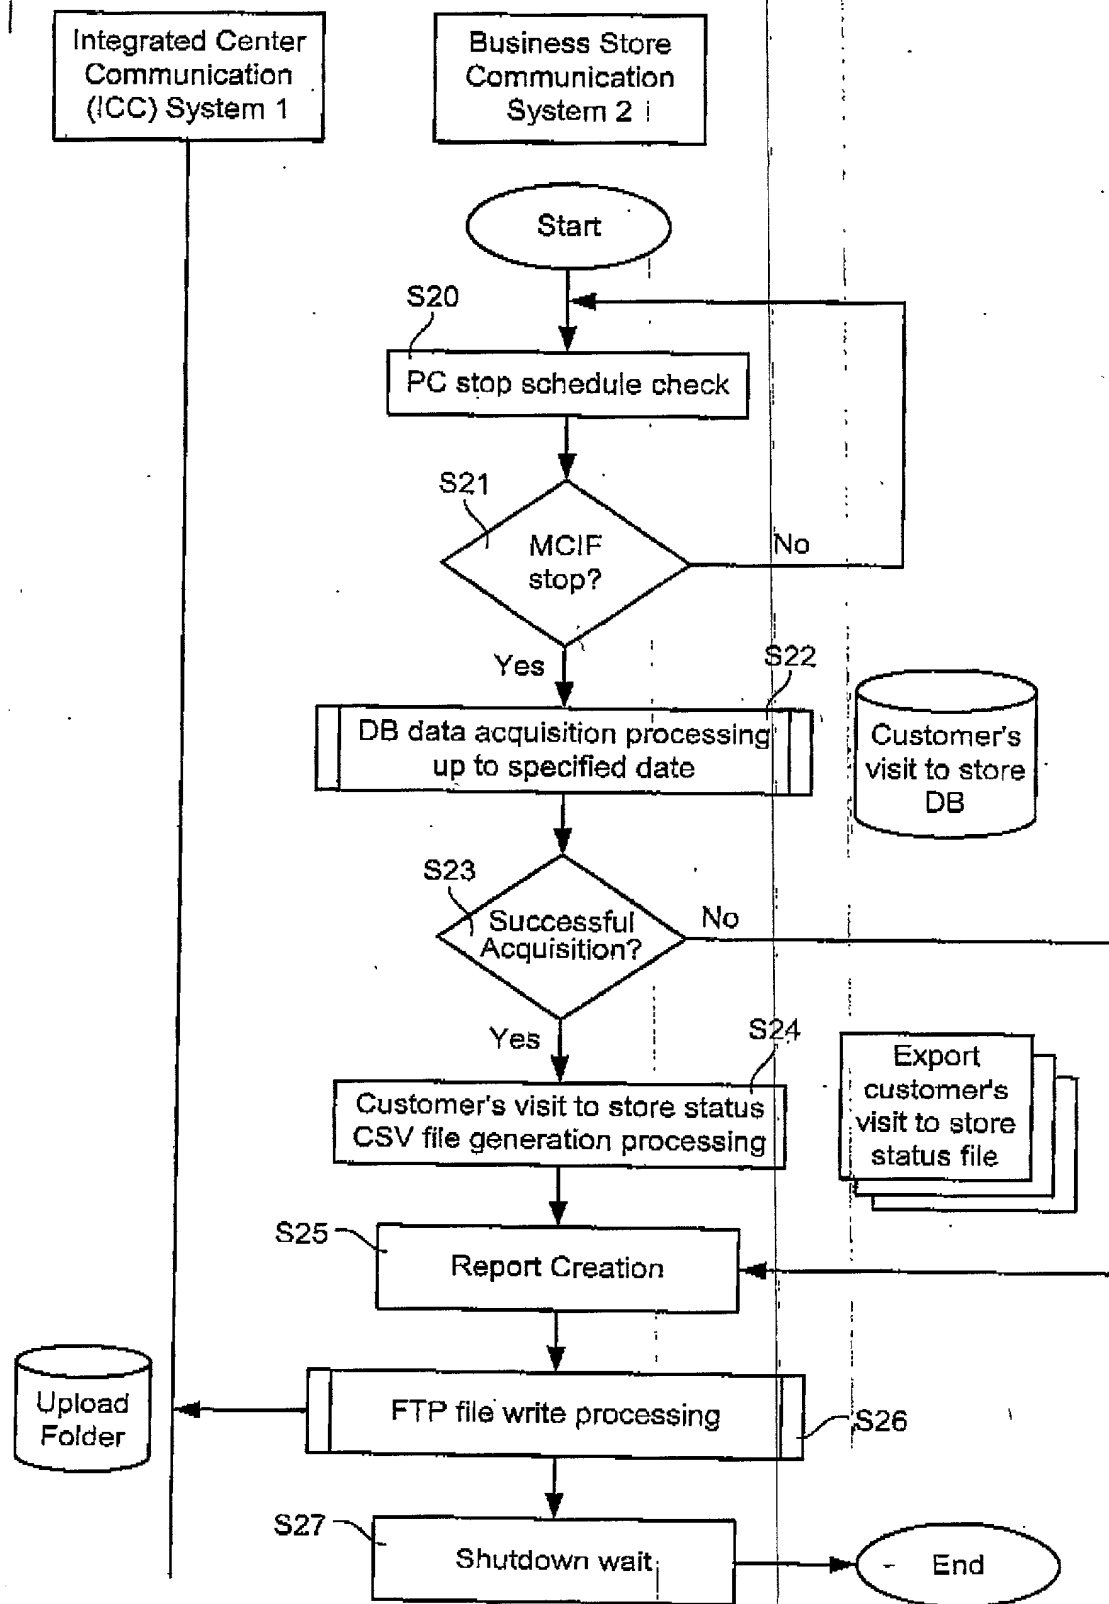 Integrated Center
Communication
(ICC) System 1
Business Store
Communication
System 2
Start
S20
PC stop schedule check
S21
MCIF
stop?
No
Yes
S22
DB data acquisition processing
up to specified date
Customer's
visit to store
DB
S23
Successful
Acquisition?
No
Yes
S24
Customer's visit to store status
CSV file generation processing
Export
customer's
visit to store
status file
S25
Report Creation
Upload
Folder
FTP file write processing
S26
S27
Shutdown wait
End